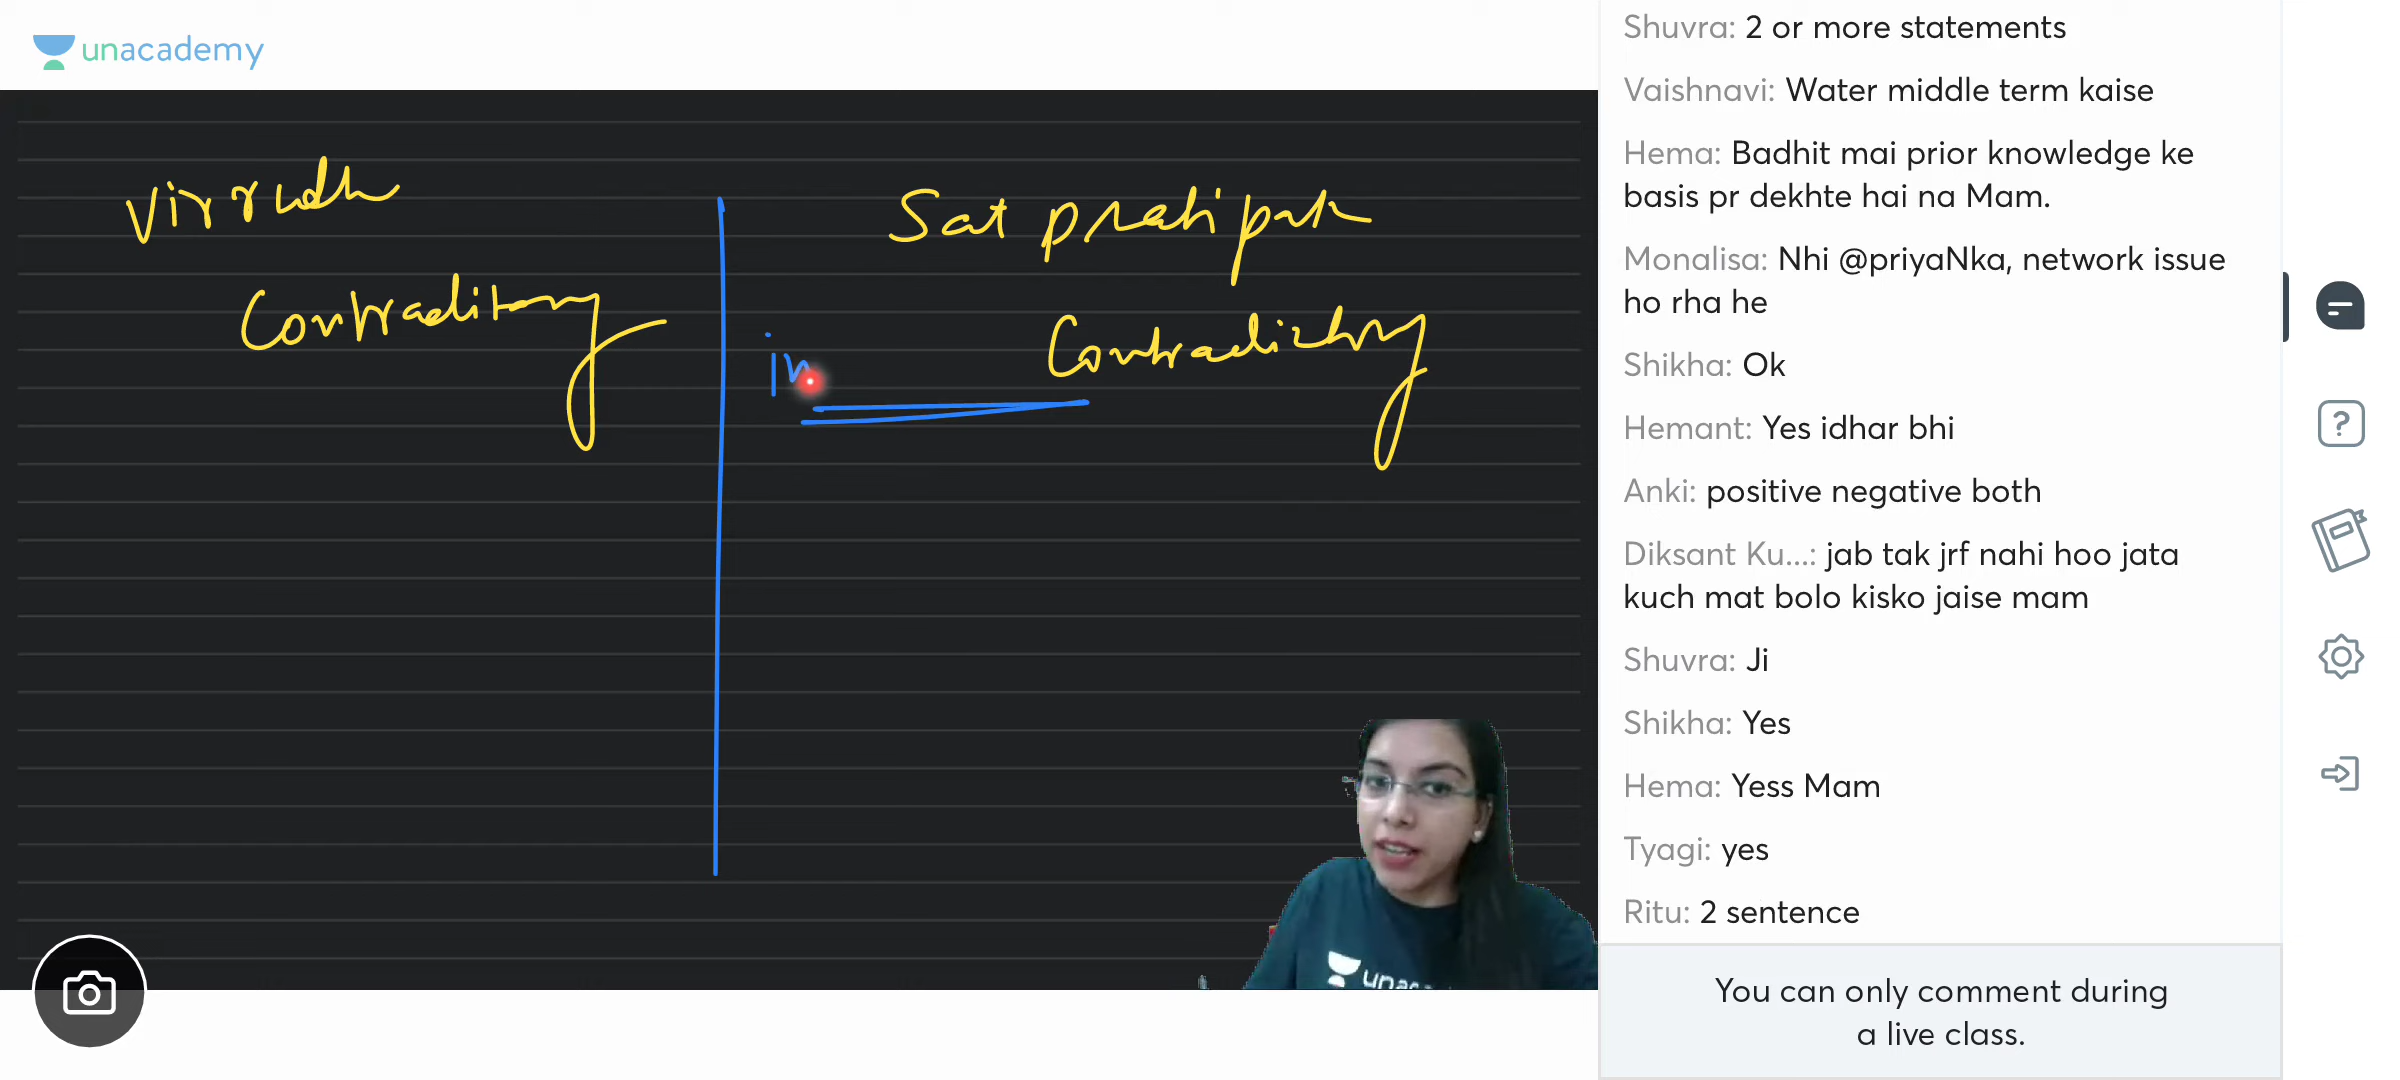 unacademy
Virrudh
Contraditory
Sat pratipak
in
Contradictory
unac
Shuvra: 2 or more statements
Vaishnavi: Water middle term kaise
Hema: Badhit mai prior knowledge ke
basis pr dekhte hai na Mam.
Monalisa: Nhi @priyaNka, network issue
ho rha he
Shikha: Ok
Hemant: Yes idhar bhi
Anki: positive negative both
Diksant Ku...: jab tak jrf nahi hoo jata
kuch mat bolo kisko jaise mam
Shuvra: Ji
Shikha: Yes
Hema: Yess Mam
Tyagi: yes
Ritu: 2 sentence
You can only comment during
a live class.